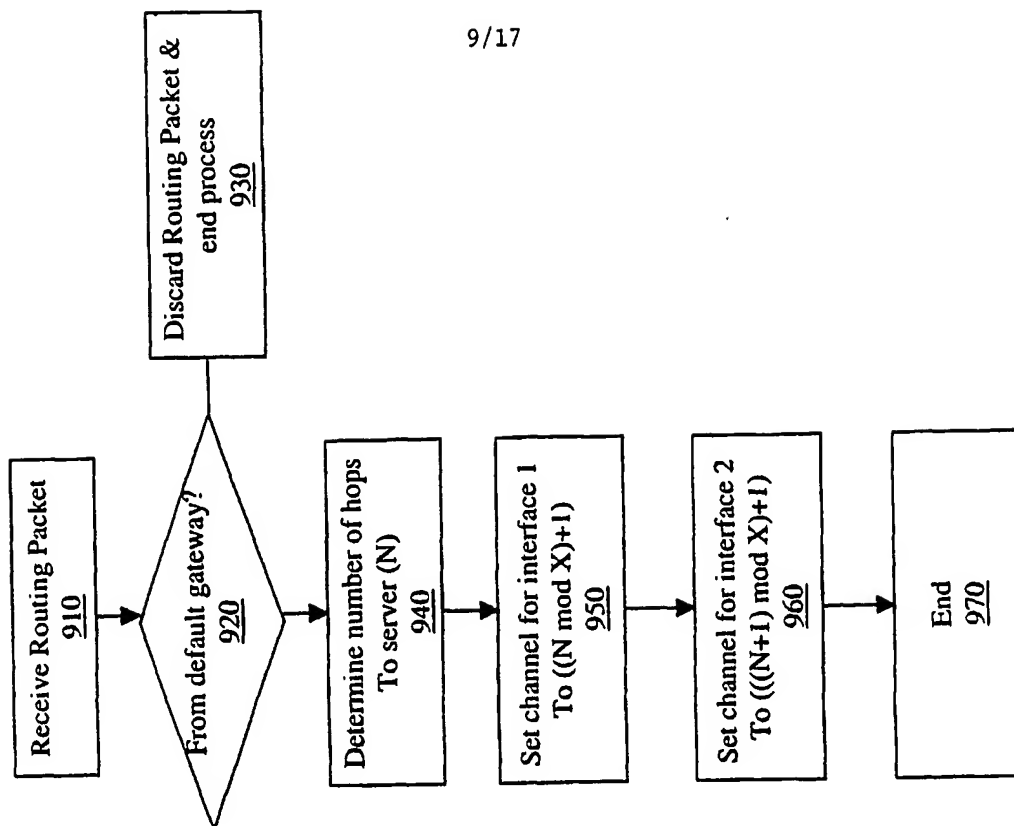 9/17
Receive Routing Packet
910
From default gateway?
920
Discard Routing Packet &
end process
930
Determine number of hops
To server (N)
940
Set channel for interface 1
To ((N mod X)+1)
950
Set channel for interface 2
To (((N+1) mod X)+1)
960
End
970